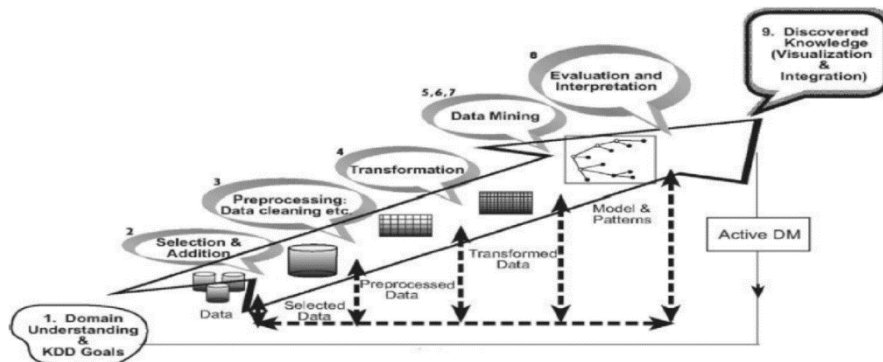 9. Discovered
Knowledge
(Visualization
&
Integration)
8
Evaluation and
Interpretation
5,6,7
Data Mining
4
Transformation
3
Preprocessing:
Data cleaning etc.
2
Selection &
Addition
Model &
Patterns
Transformed
Data
Preprocessed
Data
Selected
Data
Data
Active DM
1. Domain
Understanding
&
KDD Goals